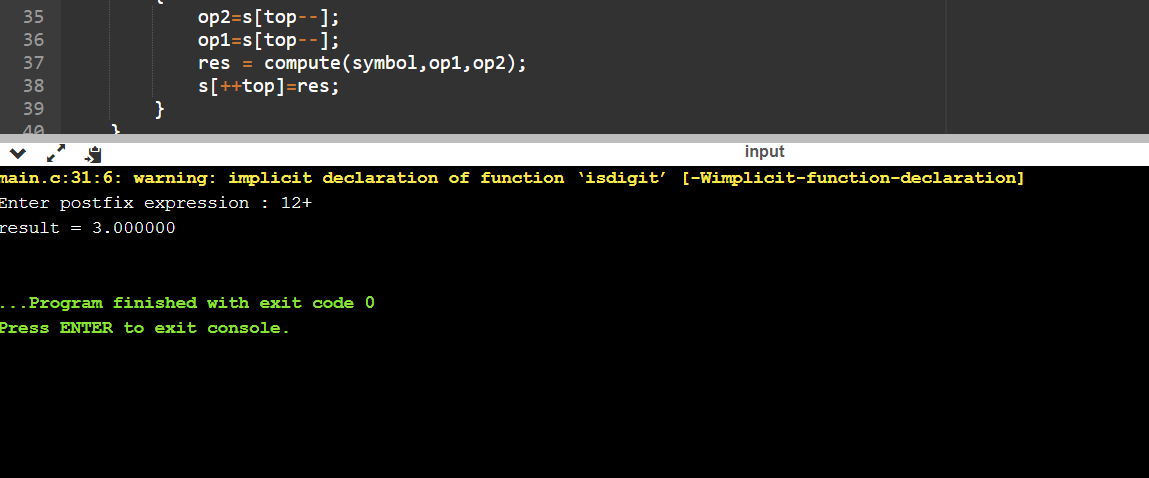 35 op2=s[top--];
36 op1=s[top--];
37 res = compute(symbol,op1,op2);
38 s[++top]=res;
39 }
40 }
input
main.c:31:6: warning: implicit declaration of function ‘isdigit’ [-Wimplicit-function-declaration]
Enter postfix expression : 12+
result = 3.000000
...Program finished with exit code 0
Press ENTER to exit console.